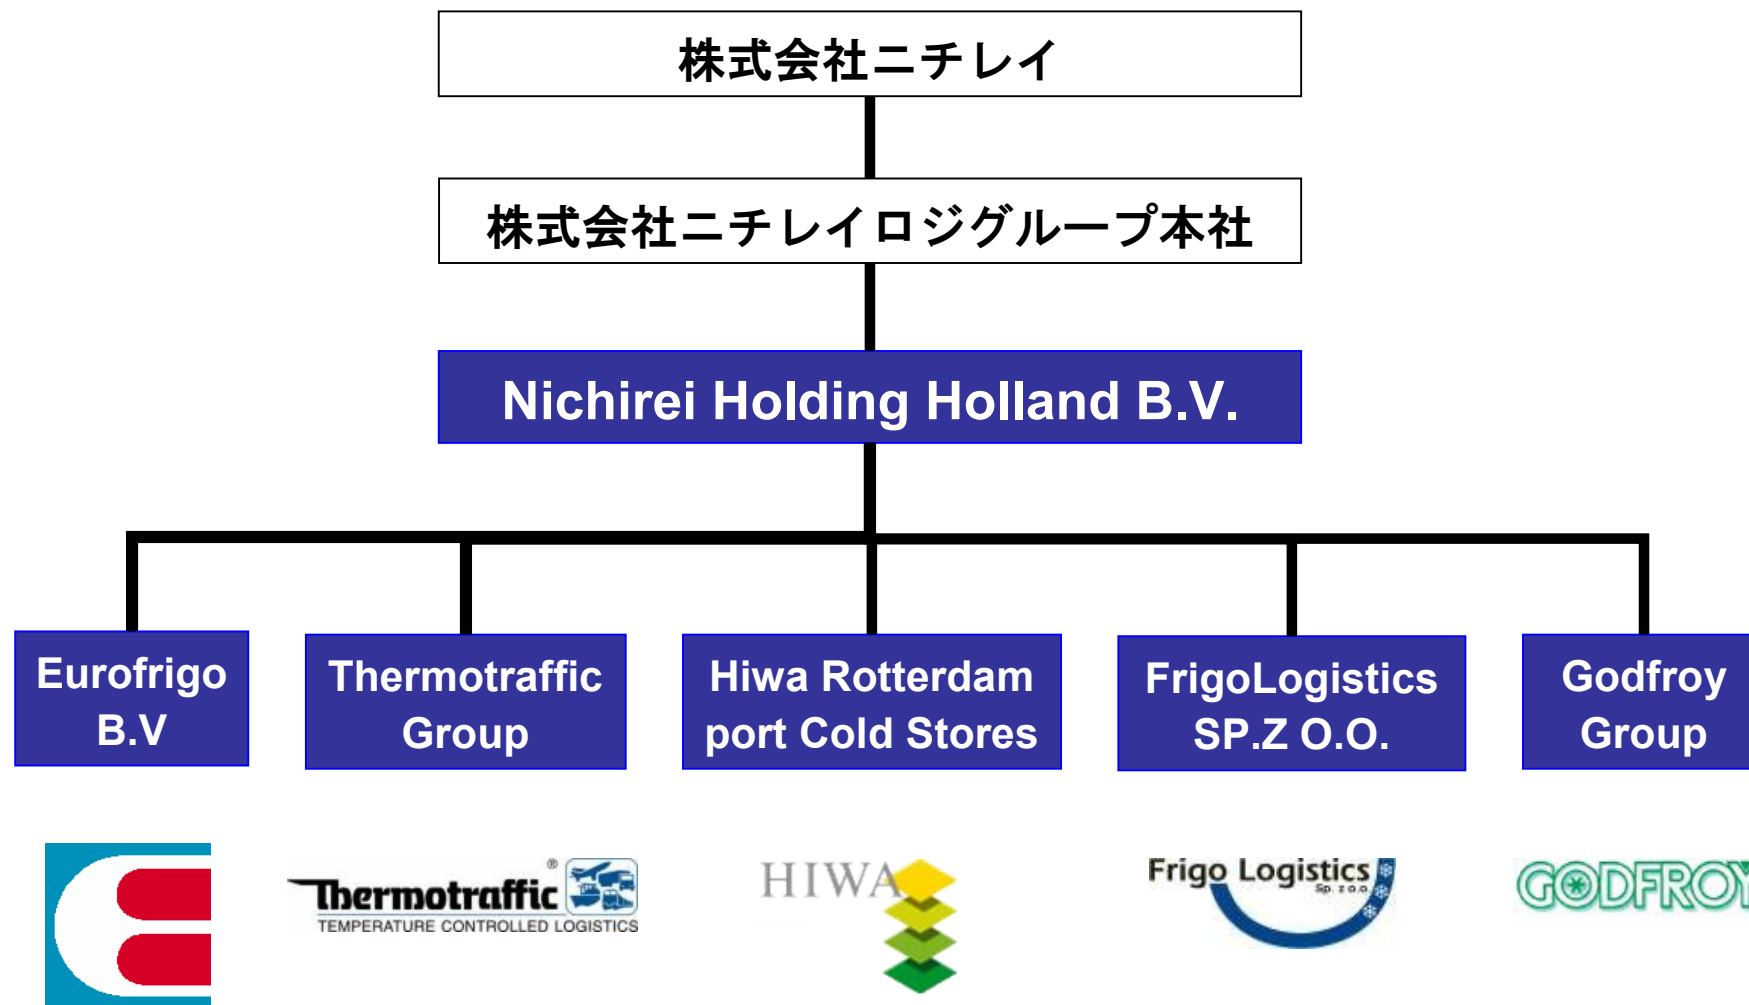 株式会社ニチレイ
株式会社ニチレイロジグループ本社
Nichirei Holding Holland B.V.
Eurofrigo
B.V
Thermotraffic
Group
Hiwa Rotterdam
port Cold Stores
FrigoLogistics
SP.Z O.O.
Godfroy
Group
Thermotraffic®
TEMPERATURE CONTROLLED LOGISTICS
HIWA
Frigo Logistics
Sp. z o.o.
GODFROY